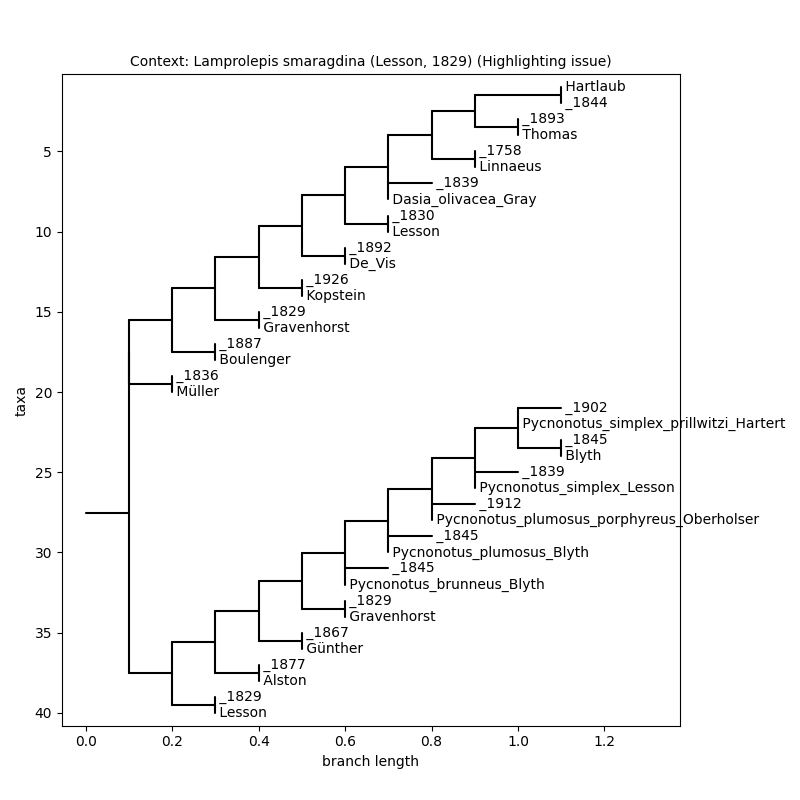 Context: Lamprolepis smaragdina (Lesson, 1829) (Highlighting issue)
Hartlaub
_1844
_1893
Thomas
_1758
Linnaeus
_1839
Dasia_olivacea_Gray
_1830
Lesson
_1892
De_Vis
_1926
Kopstein
_1829
Gravenhorst
_1887
Boulenger
_1836
Müller
_1902
Pycnonotus_simplex_prillwitzi_Hartert
_1845
Blyth
_1839
Pycnonotus_simplex_Lesson
_1912
Pycnonotus_plumosus_porphyreus_Oberholser
_1845
Pycnonotus_plumosus_Blyth
_1845
Pycnonotus_brunneus_Blyth
_1829
Gravenhorst
_1867
Günther
_1877
Alston
_1829
Lesson
5
10
15
20
25
30
35
40
taxa
0.0 0.2 0.4 0.6 0.8 1.0 1.2
branch length